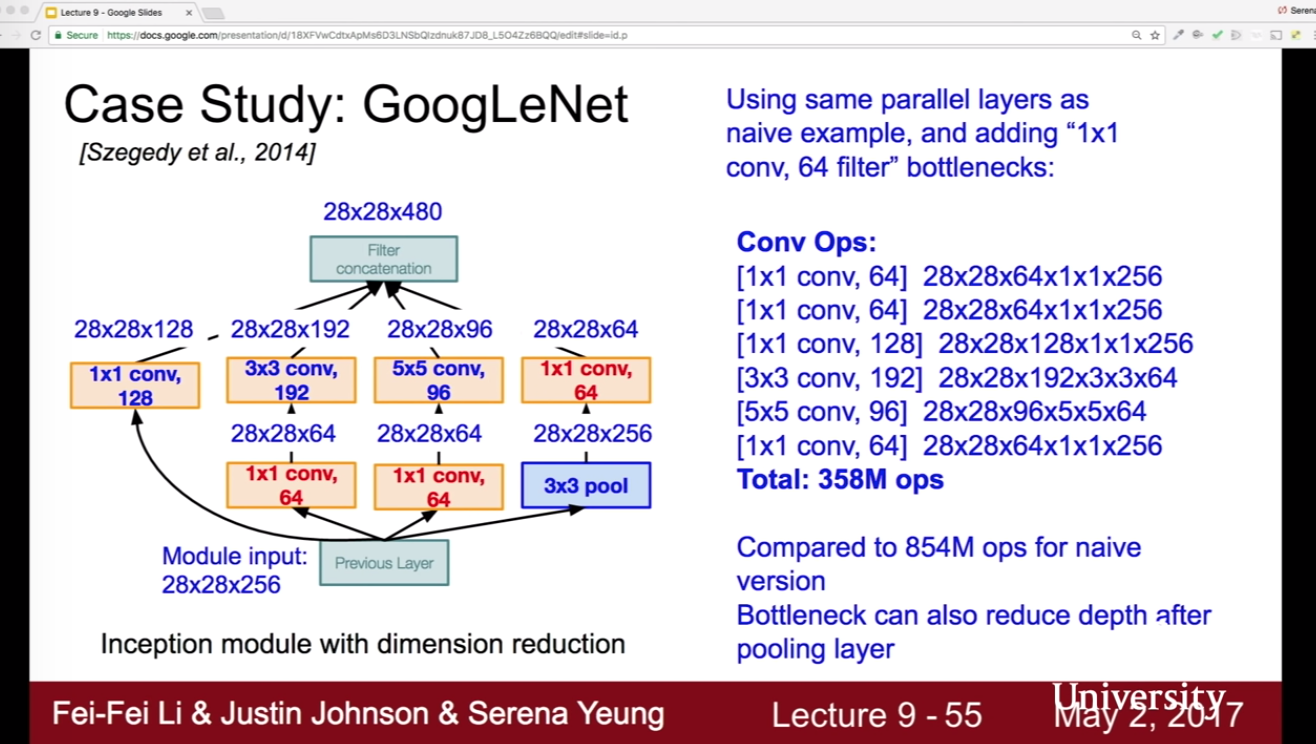 Lecture 9 - Google Slides
Secure https://docs.google.com/presentation/d/18XFVwCdtxApMs6D3LNSbQIzdnuk87JD8_L5O4Zz6BQQ/edit#slide=id.p
Case Study: GoogLeNet
[Szegedy et al., 2014]
28x28x480
Filter
concatenation
28x28x128 28x28x192 28x28x96 28x28x64
1x1 conv,
128
3x3 conv,
192
5x5 conv,
96
1x1 conv,
64
28x28x64 28x28x64 28x28x256
1x1 conv,
64
1x1 conv,
64
3x3 pool
Module input:
28x28x256
Previous Layer
Inception module with dimension reduction
Using same parallel layers as
naive example, and adding “1x1
conv, 64 filter” bottlenecks:
Conv Ops:
[1x1 conv, 64] 28x28x64x1x1x256
[1x1 conv, 64] 28x28x64x1x1x256
[1x1 conv, 128] 28x28x128x1x1x256
[3x3 conv, 192] 28x28x192x3x3x64
[5x5 conv, 96] 28x28x96x5x5x64
[1x1 conv, 64] 28x28x64x1x1x256
Total: 358M ops
Compared to 854M ops for naive
version
Bottleneck can also reduce depth after
pooling layer
Fei-Fei Li & Justin Johnson & Serena Yeung
Lecture 9 - 55
May 2, 2017
University